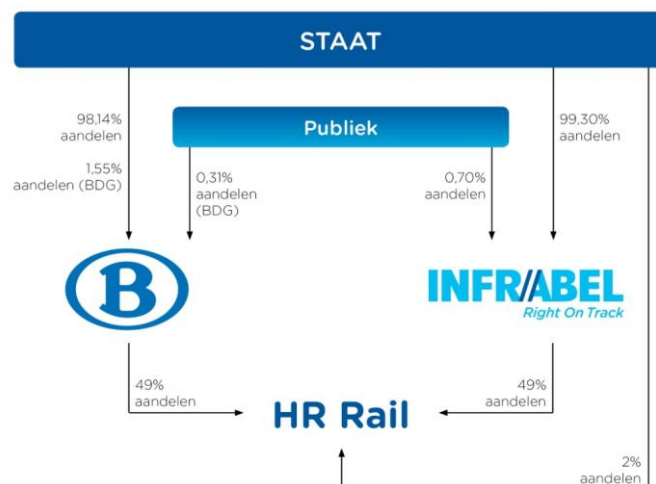 STAAT
98,14%
aandelen
1,55%
aandelen (BDG)
Publiek
99,30%
aandelen
0,31%
aandelen
(BDG)
0,70%
aandelen
B
INFRABEL
Right On Track
49%
aandelen
HR Rail
49%
aandelen
2%
aandelen